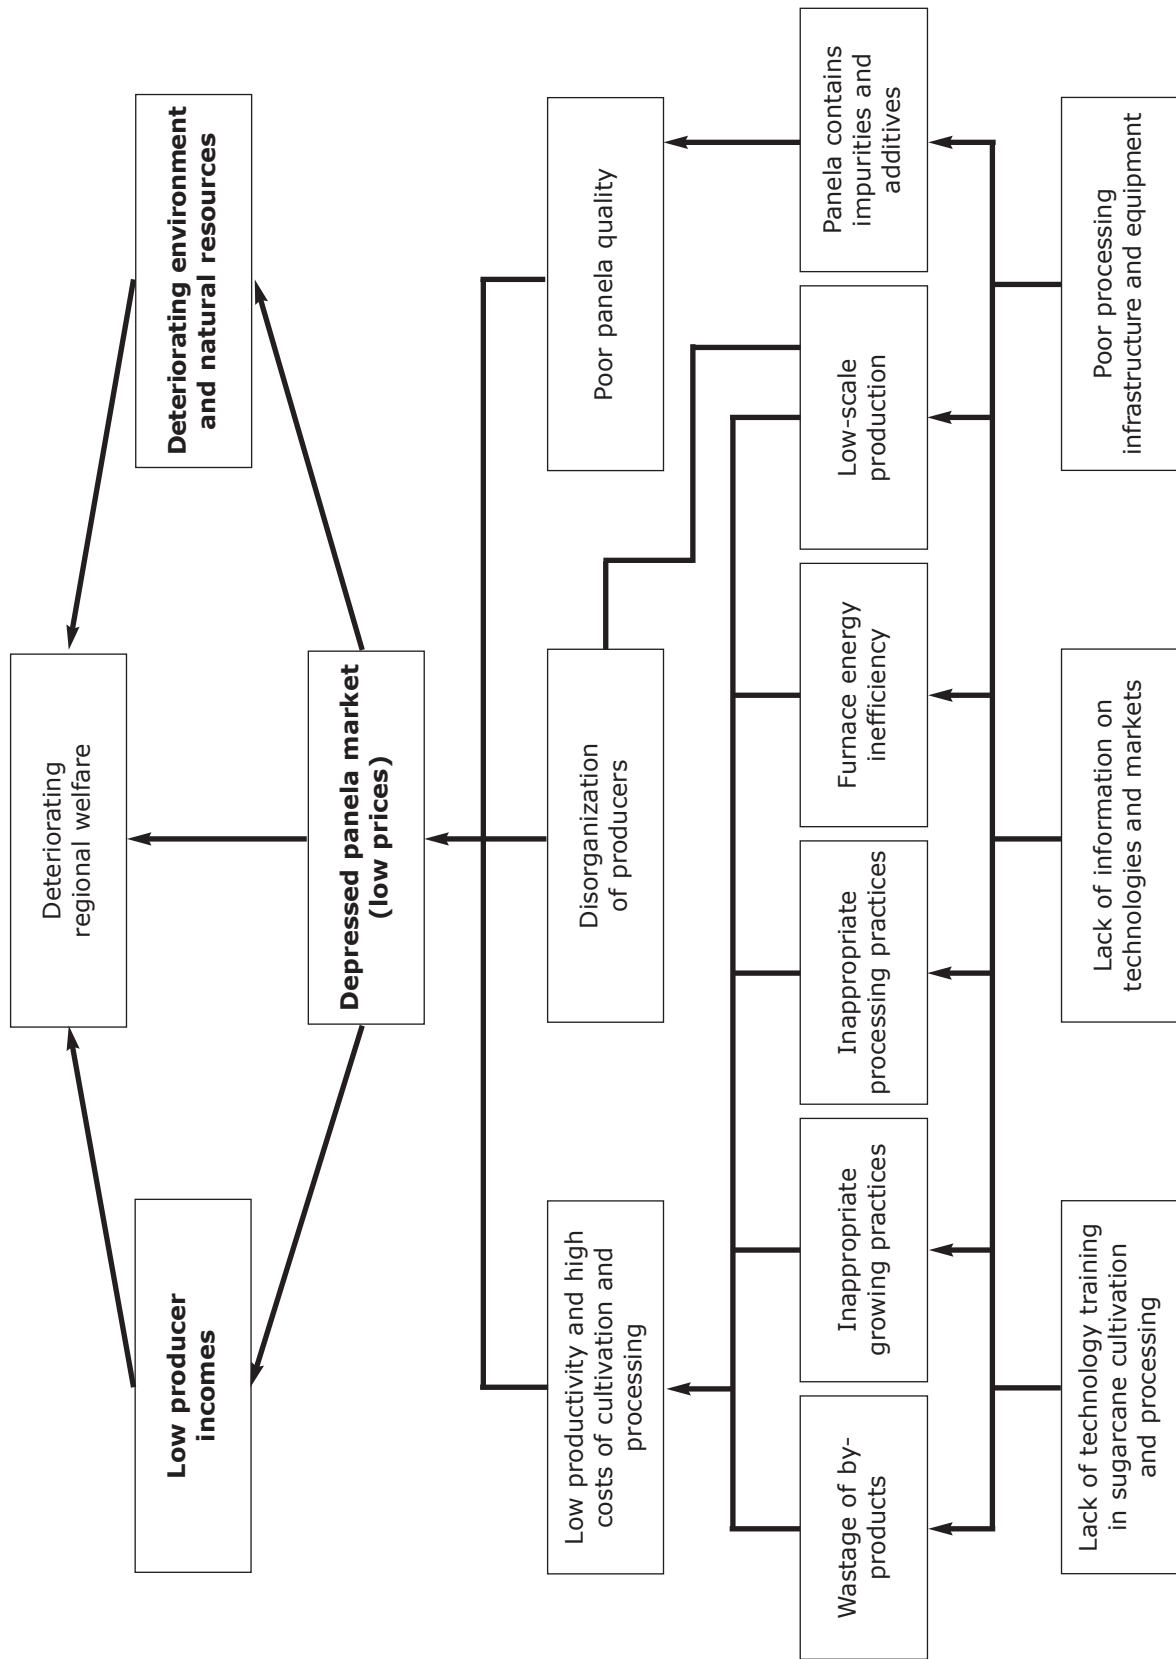 Deteriorating
regional welfare
Low producer
incomes
Deteriorating environment
and natural resources
Depressed panela market
(low prices)
Low productivity and high
costs of cultivation and
processing
Disorganization
of producers
Poor panela quality
Wastage of by-
products
Inappropriate
growing practices
Inappropriate
processing practices
Furnace energy
inefficiency
Low-scale
production
Panela contains
impurities and
additives
Lack of technology training
in sugarcane cultivation
and processing
Lack of information on
technologies and markets
Poor processing
infrastructure and equipment